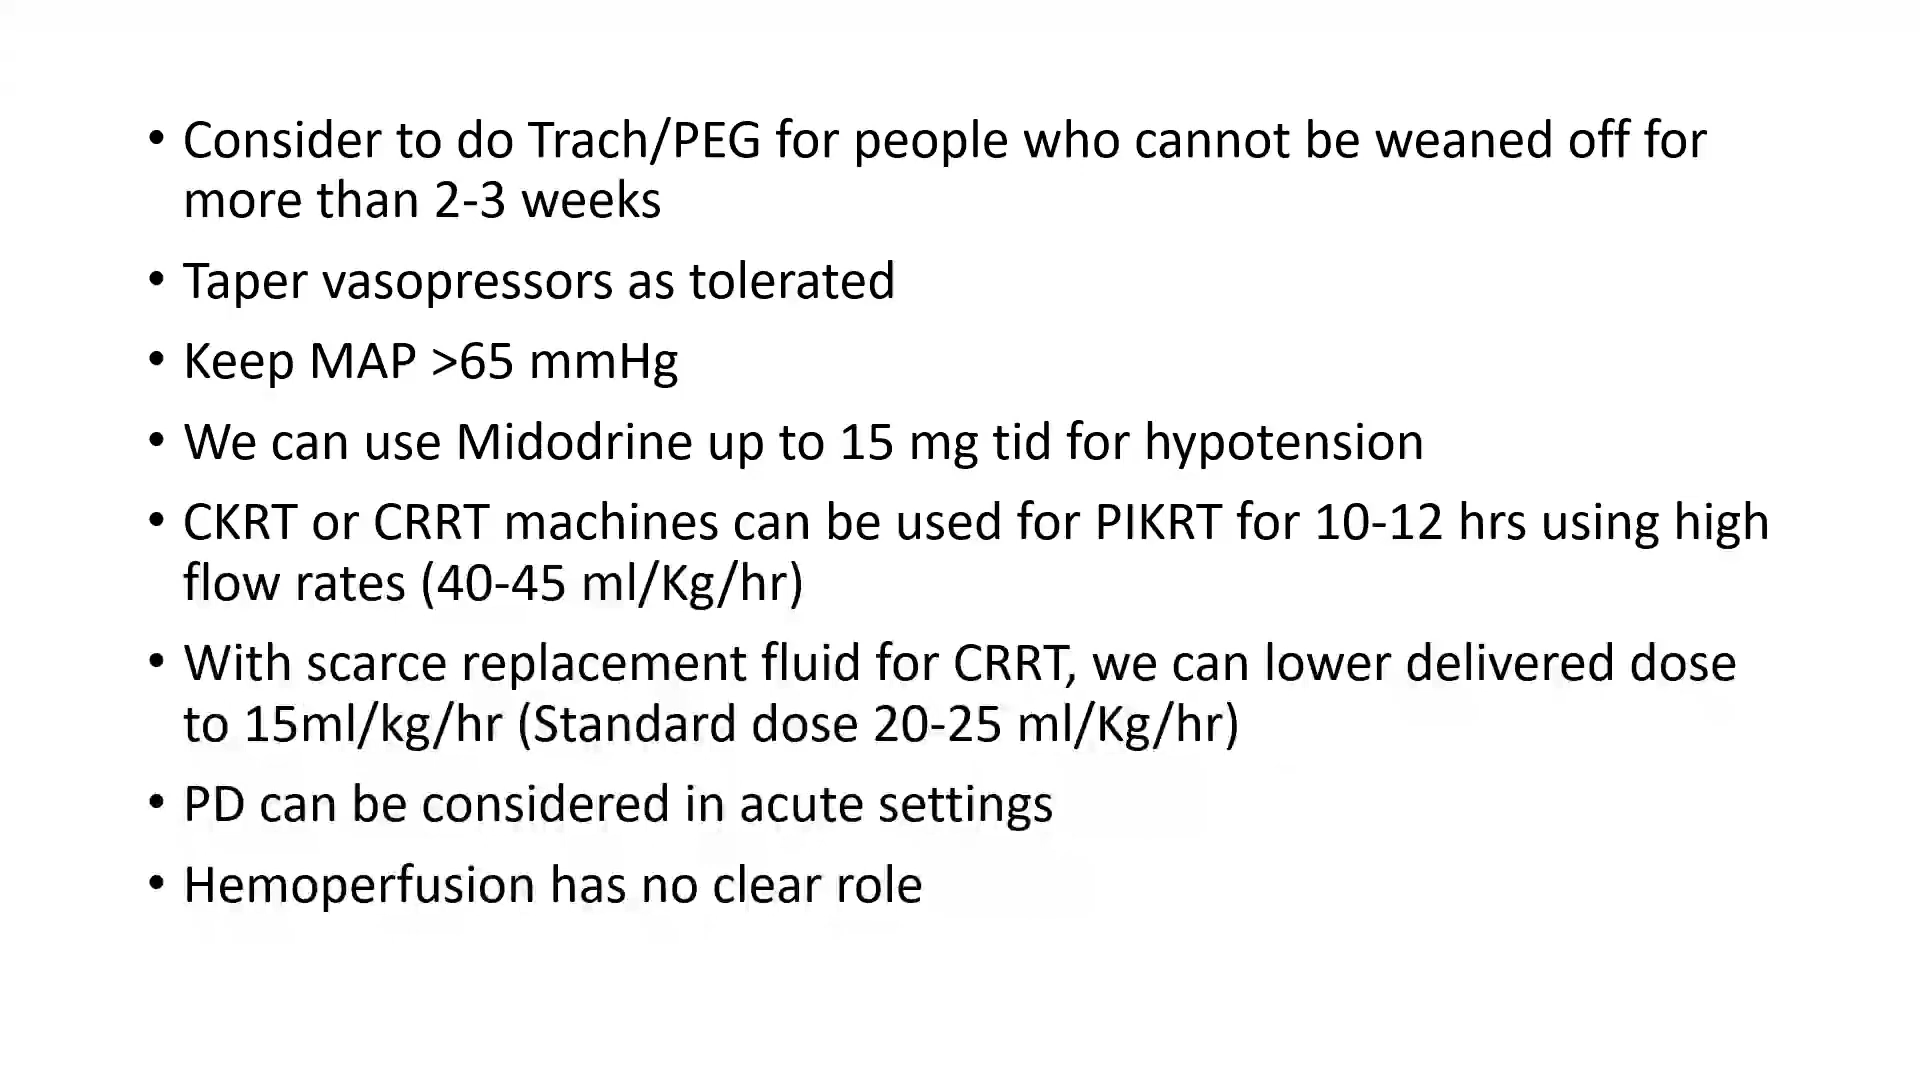 • Consider to do Trach/PEG for people who cannot be weaned off for
more than 2-3 weeks
• Taper vasopressors as tolerated
• Keep MAP >65 mmHg
• We can use Midodrine up to 15 mg tid for hypotension
• CKRT or CRRT machines can be used for PIKRT for 10-12 hrs using high
flow rates (40-45 ml/Kg/hr)
• With scarce replacement fluid for CRRT, we can lower delivered dose
to 15ml/kg/hr (Standard dose 20-25 ml/Kg/hr)
• PD can be considered in acute settings
• Hemoperfusion has no clear role